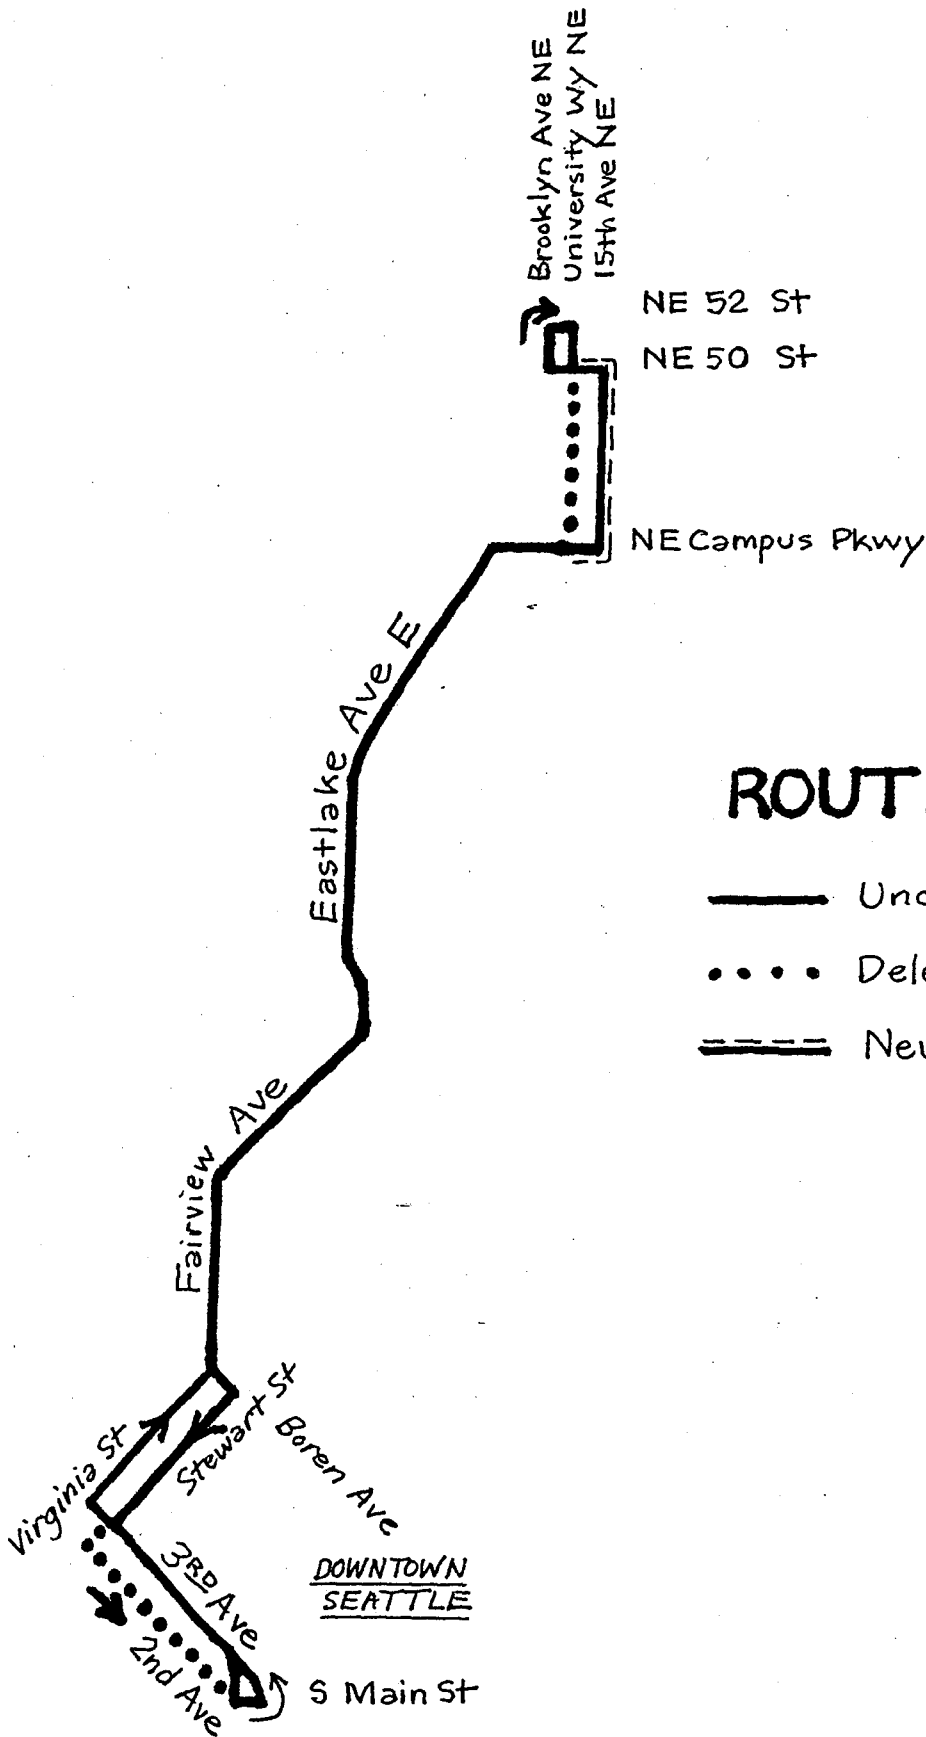 Brooklyn Ave NE
University Wy NE
15th Ave NE
NE 52 St
NE 50 St
NE Campus Pkwy
Eastlake Ave E
ROUT
Unc
Dele
Fairview Ave
Virginia St
Stewart St
Boren Ave
3RD Ave
DOWNTOWN
SEATTLE
2nd Ave
S Main St